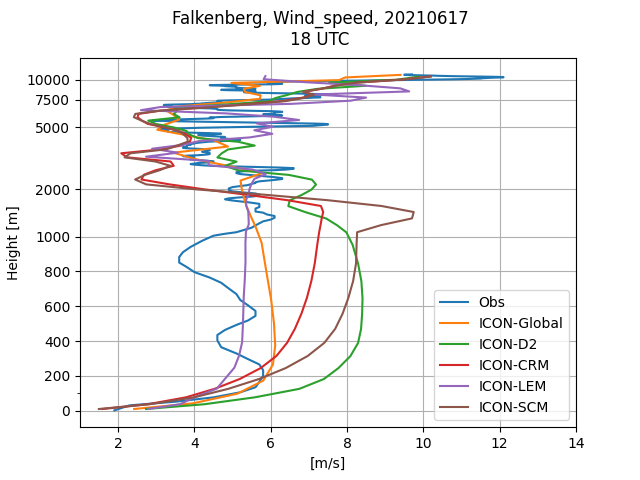 Falkenberg, Wind_speed, 20210617
18 UTC
10000
7500
5000
2000
1000
800
600
400
200
0
Height [m]
Obs
ICON-Global
ICON-D2
ICON-CRM
ICON-LEM
ICON-SCM
2 4 6 8 10 12 14
[m/s]